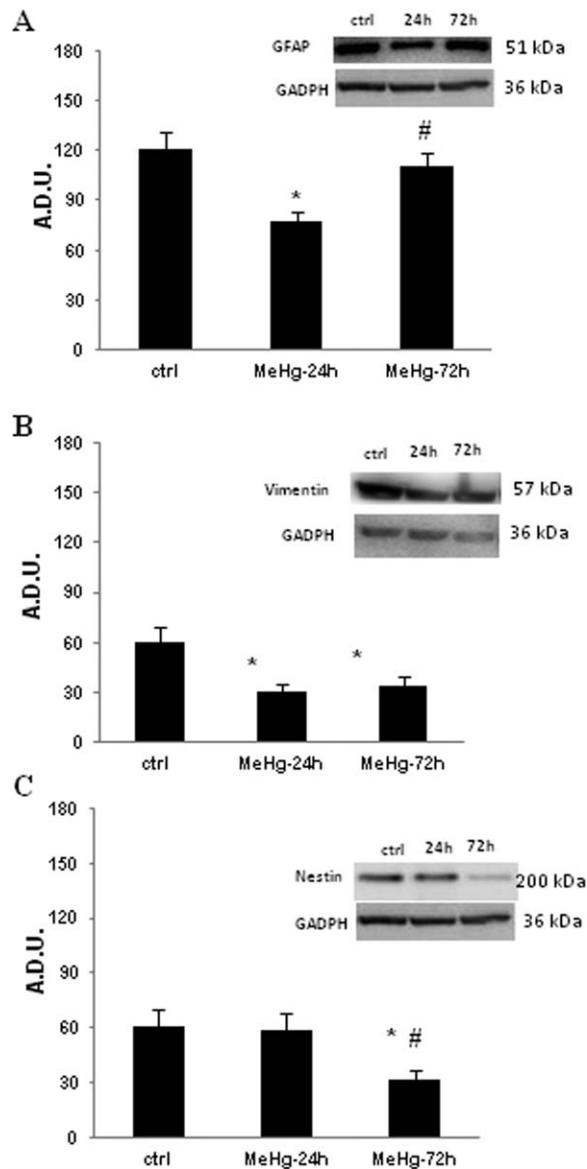 A
ctrl 24h 72h
GFAP 51 kDa
GADPH 36 kDa
180
150
120
90
60
30
0
A.D.U.
*
#
ctrl MeHg-24h MeHg-72h
B
ctrl 24h 72h
Vimentin 57 kDa
GADPH 36 kDa
180
150
120
90
60
30
0
A.D.U.
* *
ctrl MeHg-24h MeHg-72h
C
ctrl 24h 72h
Nestin 200 kDa
GADPH 36 kDa
180
150
120
90
60
30
0
A.D.U.
* #
ctrl MeHg-24h MeHg-72h